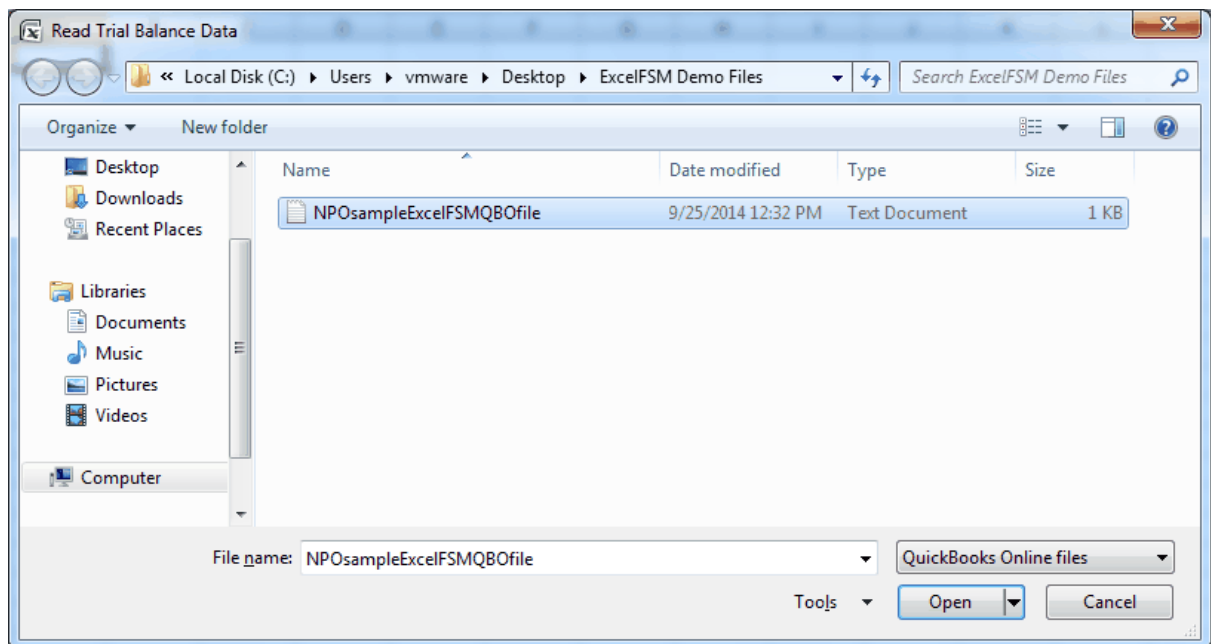 Read Trial Balance Data
« Local Disk (C:) Users vmware Desktop ExcelFSM Demo Files Search ExcelFSM Demo Files
Organize New folder
Desktop
Downloads
Recent Places
Libraries
Documents
Music
Pictures
Videos
Computer
Name Date modified Type Size
NPOsampleExcelFSMQBOfile 9/25/2014 12:32 PM Text Document 1 KB
File name: NPOsampleExcelFSMQBOfile QuickBooks Online files
Tools Open Cancel